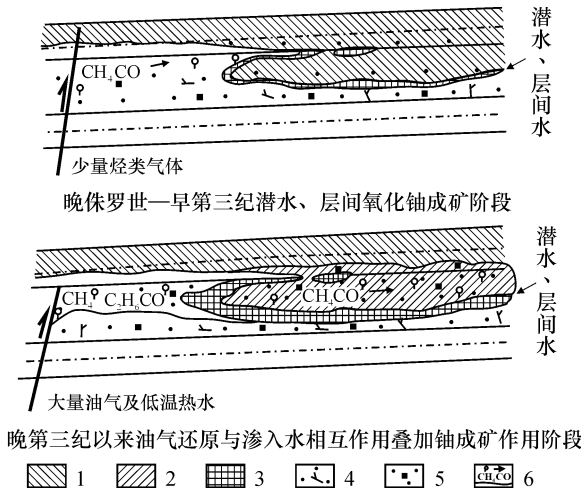 潜水、层间水
CH₄CO
少量烃类气体
晚侏罗世—早第三纪潜水、层间氧化铀成矿阶段
潜水、层间水
CH₄ C₂H₆CO
CH₄CO
大量油气及低温热水
晚第三纪以来油气还原与渗入水相互作用叠加铀成矿作用阶段
1 2 3 4 5 CH₄CO 6